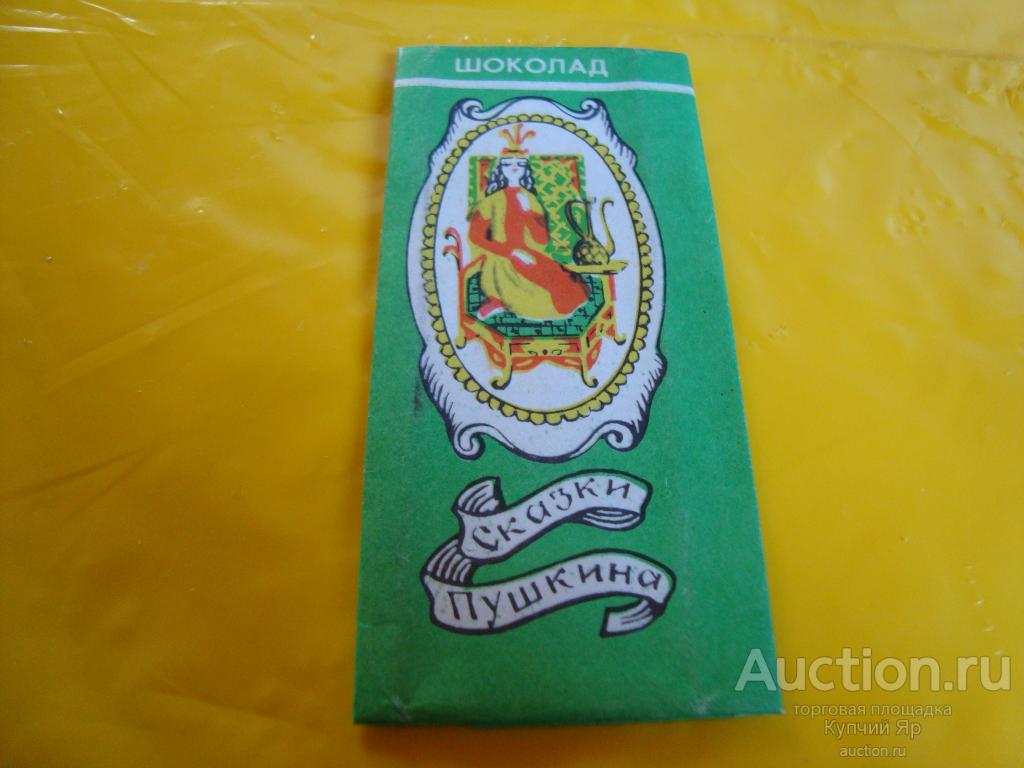 ШОКОЛАД
Сказки
Пушкина
Auction.ru
торговая площадка
Купчий Яр
auction.ru